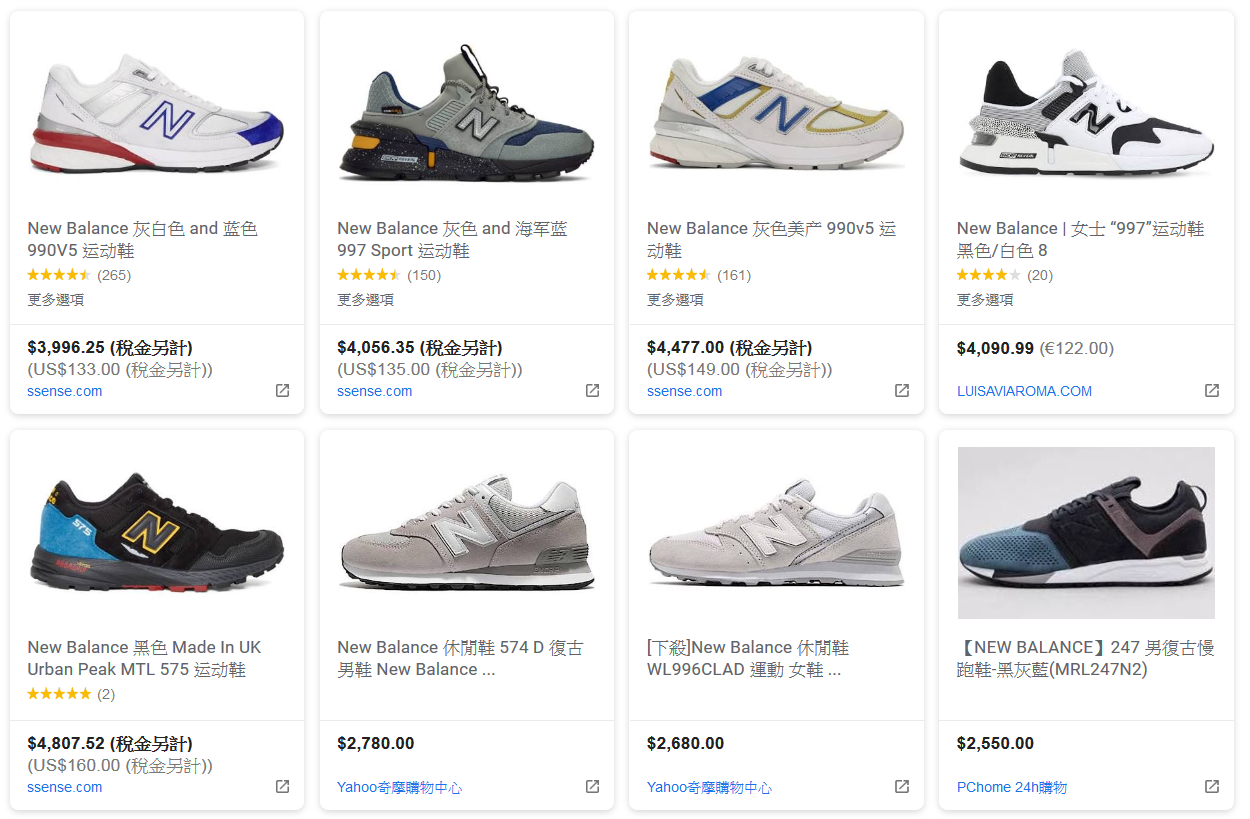 New Balance 灰白色 and 蓝色
990V5 运动鞋
(265)
更多選項
$3,996.25 (稅金另計)
(US$133.00 (稅金另計))
ssense.com
New Balance 灰色 and 海军蓝
997 Sport 运动鞋
(150)
更多選項
$4,056.35 (稅金另計)
(US$135.00 (稅金另計))
ssense.com
New Balance 灰色美产 990v5 运
动鞋
(161)
更多選項
$4,477.00 (稅金另計)
(US$149.00 (稅金另計))
ssense.com
New Balance | 女士 “997”运动鞋
黑色/白色 8
(20)
更多選項
$4,090.99 (€122.00)
LUISAVIAROMA.COM
575
New Balance 黑色 Made In UK
Urban Peak MTL 575 运动鞋
(2)
$4,807.52 (稅金另計)
(US$160.00 (稅金另計))
ssense.com
New Balance 休閒鞋 574 D 復古
男鞋 New Balance ...
$2,780.00
Yahoo奇摩購物中心
[下殺]New Balance 休閒鞋
WL996CLAD 運動 女鞋 ...
$2,680.00
Yahoo奇摩購物中心
【NEW BALANCE】247 男復古慢
跑鞋-黑灰藍(MRL247N2)
$2,550.00
PChome 24h購物